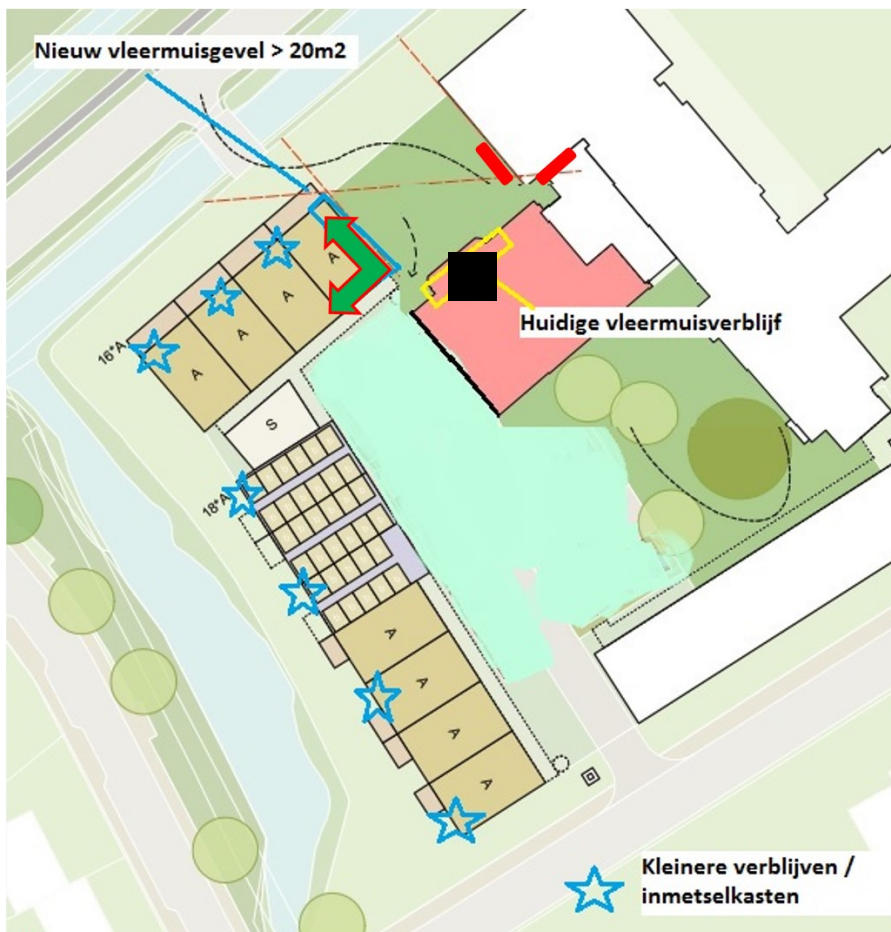 Nieuw vleermuisgevel > 20m2
A
A
A
A
16*A
Huidige vleermuisverblijf
S
18*A
A
A
A
A
Kleinere verblijven /
inmetselkasten